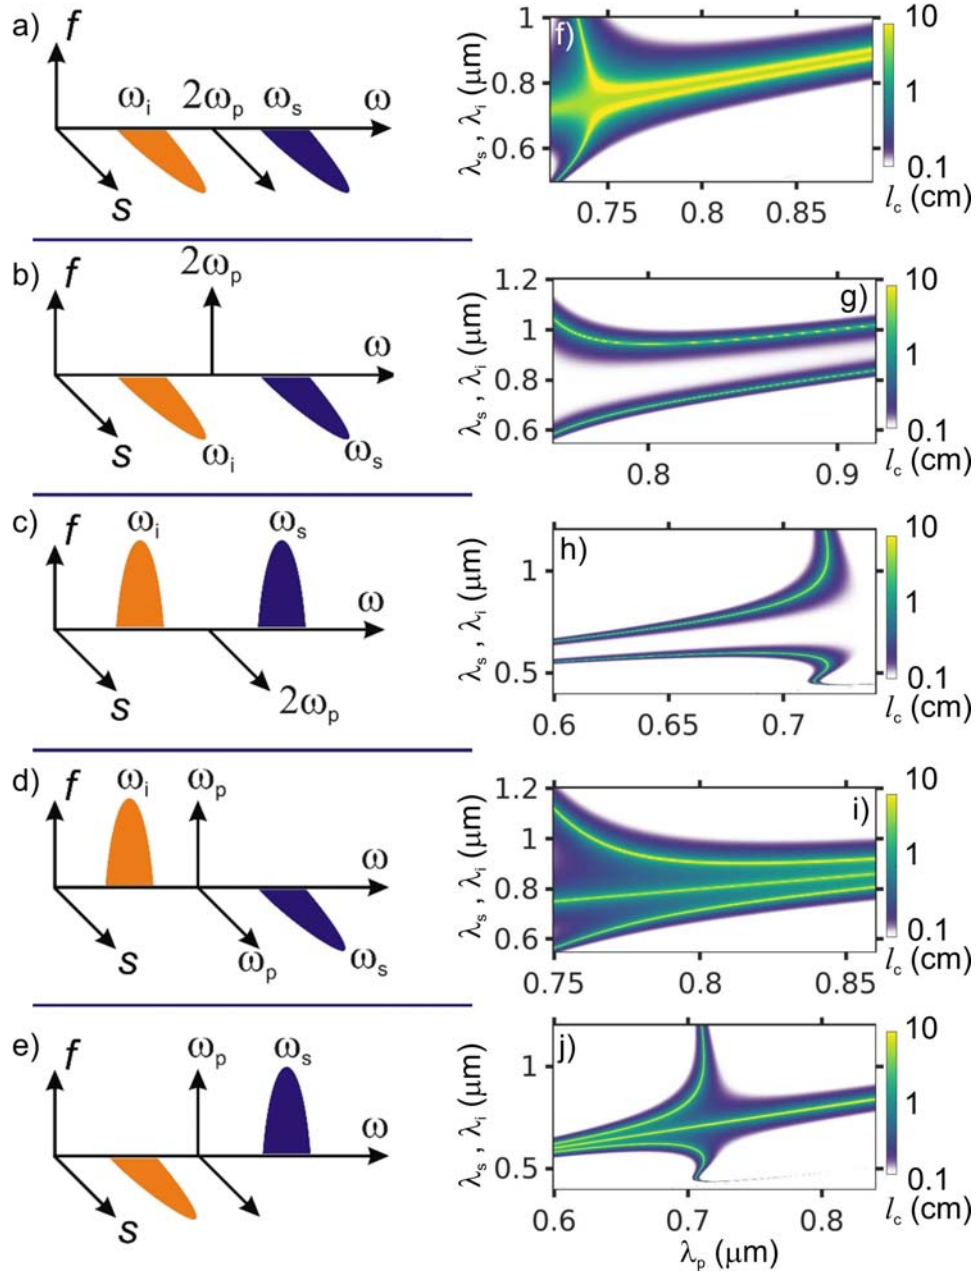 a)
f
ωi
2ωp
ωs
ω
s
f)
1
0.8
0.6
0.75
0.8
0.85
λs , λi (μm)
10
1
0.1
lc (cm)
b)
f
2ωp
ω
s
ωi
ωs
g)
1.2
1
0.8
0.6
0.8
0.9
λs , λi (μm)
10
1
0.1
lc (cm)
c)
f
ωi
ωs
ω
s
2ωp
h)
1
0.5
0.6
0.65
0.7
λs , λi (μm)
10
1
0.1
lc (cm)
d)
f
ωi
ωp
ω
s
ωp
ωs
i)
1.2
1
0.8
0.6
0.75
0.8
0.85
λs , λi (μm)
10
1
0.1
lc (cm)
e)
f
ωp
ωs
ω
s
j)
1
0.5
0.6
0.7
0.8
λs , λi (μm)
λp (μm)
10
1
0.1
lc (cm)